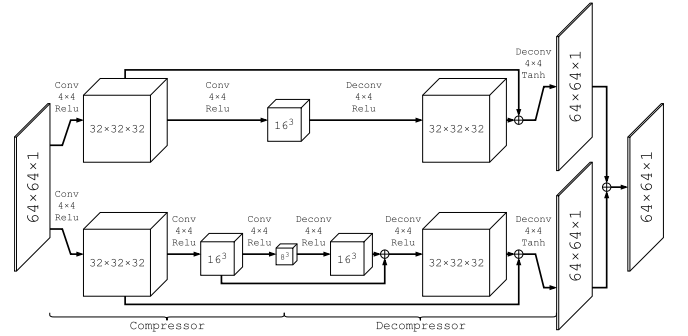 Deconv
4×4
Tanh
64×64×1
Conv
4×4
Relu
Conv
4×4
Relu
Deconv
4×4
Relu
32×32×32
16³
32×32×32
64×64×1
64×64×1
Conv
4×4
Relu
Conv
4×4
Relu
Conv
4×4
Relu
Deconv
4×4
Relu
Deconv
4×4
Relu
Deconv
4×4
Tanh
64×64×1
32×32×32
16³
8³
16³
32×32×32
Compressor
Decompressor